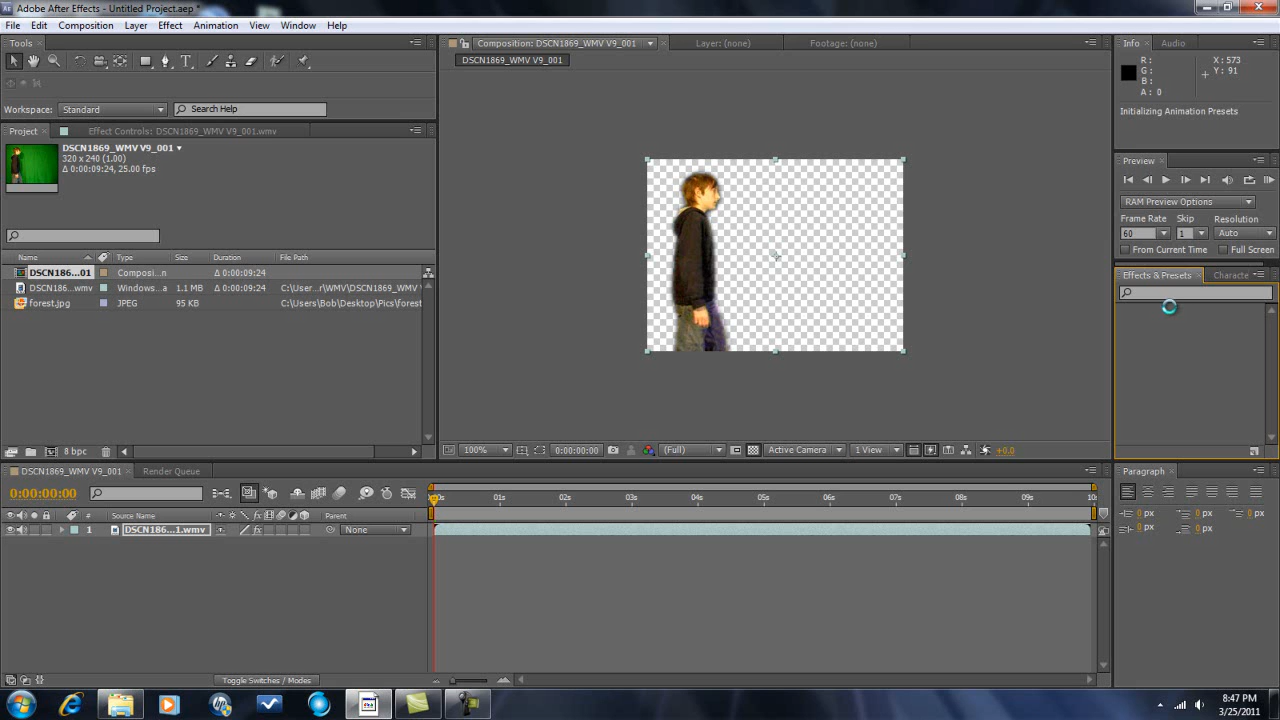 Adobe After Effects - Untitled Project.aep *
File Edit Composition Layer Effect Animation View Window Help
Tools
Composition: DSCN1869_WMV V9_001
Layer: (none)
Footage: (none)
Info
Audio
DSCN1869_WMV V9_001
R :
G :
B :
A : 0
X : 573
Y : 91
Initializing Animation Presets
Workspace: Standard
Search Help
Project
Effect Controls: DSCN1869_WMV V9_001.wmv
DSCN1869_WMV V9_001
320 x 240 (1.00)
Δ 0:00:09:24, 25.00 fps
Preview
RAM Preview Options
Frame Rate Skip Resolution
60 1 Auto
From Current Time Full Screen
Name Type Size Duration File Path
DSCN186...01 Composi...n Δ 0:00:09:24
DSCN186...wmv Windows...a 1.1 MB Δ 0:00:09:24 C:\User...r\WMV\DSCN1869_WMV
forest.jpg JPEG 95 KB C:\Users\Bob\Desktop\Pics\forest
Effects & Presets
Characte
8 bpc
100%
0:00:00:00
(Full)
Active Camera
1 View
+0.0
DSCN1869_WMV V9_001
Render Queue
Paragraph
0:00:00:00
00s 01s 02s 03s 04s 05s 06s 07s 08s 09s 10s
0 px 0 px 0 px
0 px 0 px
# Source Name Parent
1 DSCN186...1.wmv None
Toggle Switches / Modes
8:47 PM
3/25/2011